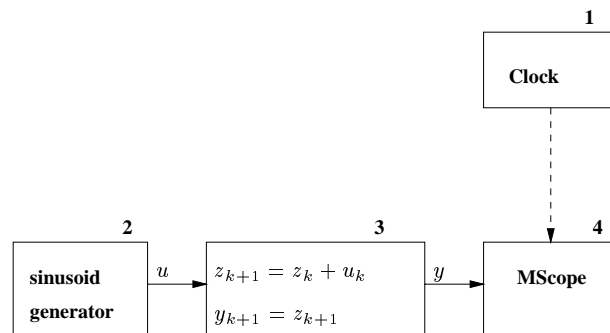 1
Clock
2
3
4
sinusoid
generator
u
z_{k+1} = z_k + u_k
y_{k+1} = z_{k+1}
y
MScope